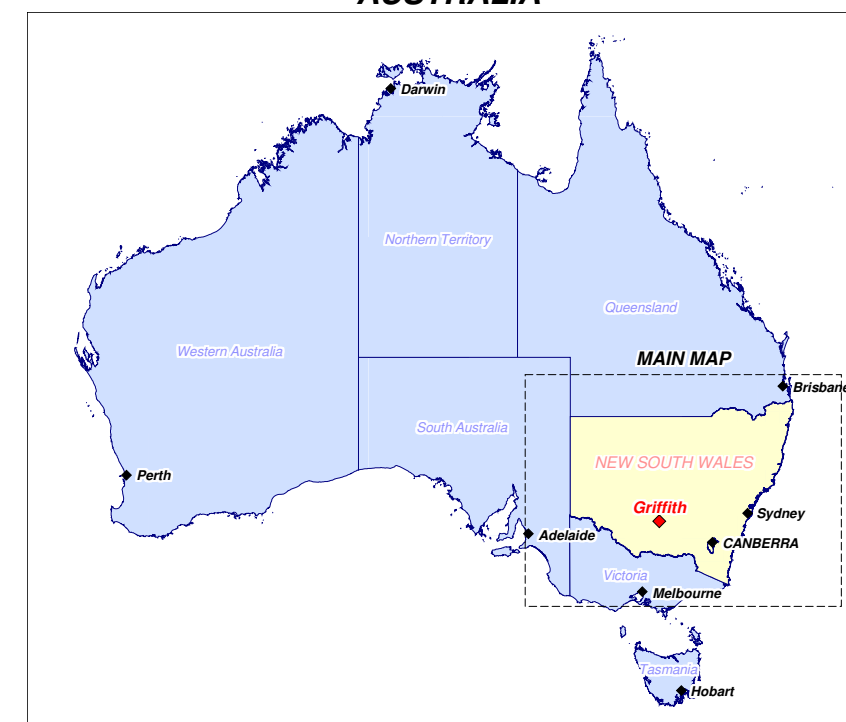 AUSTRALIA
Darwin
Northern Territory
Queensland
Western Australia
MAIN MAP
Brisbane
South Australia
NEW SOUTH WALES
Perth
Griffith
Sydney
Adelaide
CANBERRA
Victoria
Melbourne
Tasmania
Hobart